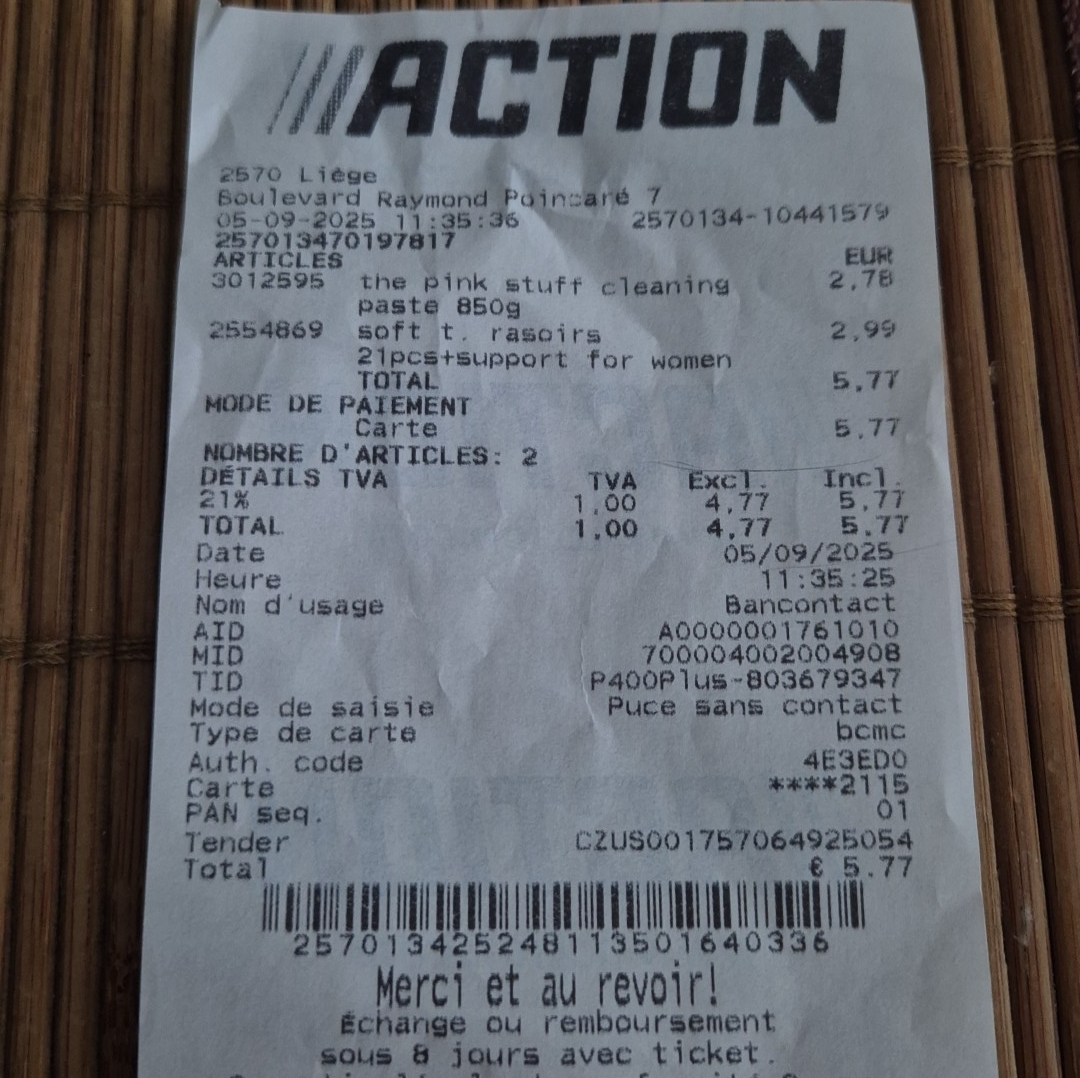 ACTION
2570 Liège
Boulevard Raymond Poincaré 7
05-09-2025 11:35:36 2570134-10441579
257013470197817
ARTICLES EUR
3012595 the pink stuff cleaning 2,78
paste 850g
2554869 soft t. rasoirs 2,99
21pcs+support for women
TOTAL 5,77
MODE DE PAIEMENT
Carte 5,77
NOMBRE D'ARTICLES: 2
DÉTAILS TVA TVA Excl. Incl.
21% 1,00 4,77 5,77
TOTAL 1,00 4,77 5,77
Date 05/09/2025
Heure 11:35:25
Nom d'usage Bancontact
AID A0000001761010
MID 700004002004908
TID P400Plus-803679347
Mode de saisie Puce sans contact
Type de carte bcmc
Auth. code 4E3ED0
Carte ****2115
PAN seq. 01
Tender CZUS001757064925054
Total € 5.77
257013425248113501640336
Merci et au revoir!
Échange ou remboursement
sous 8 jours avec ticket.